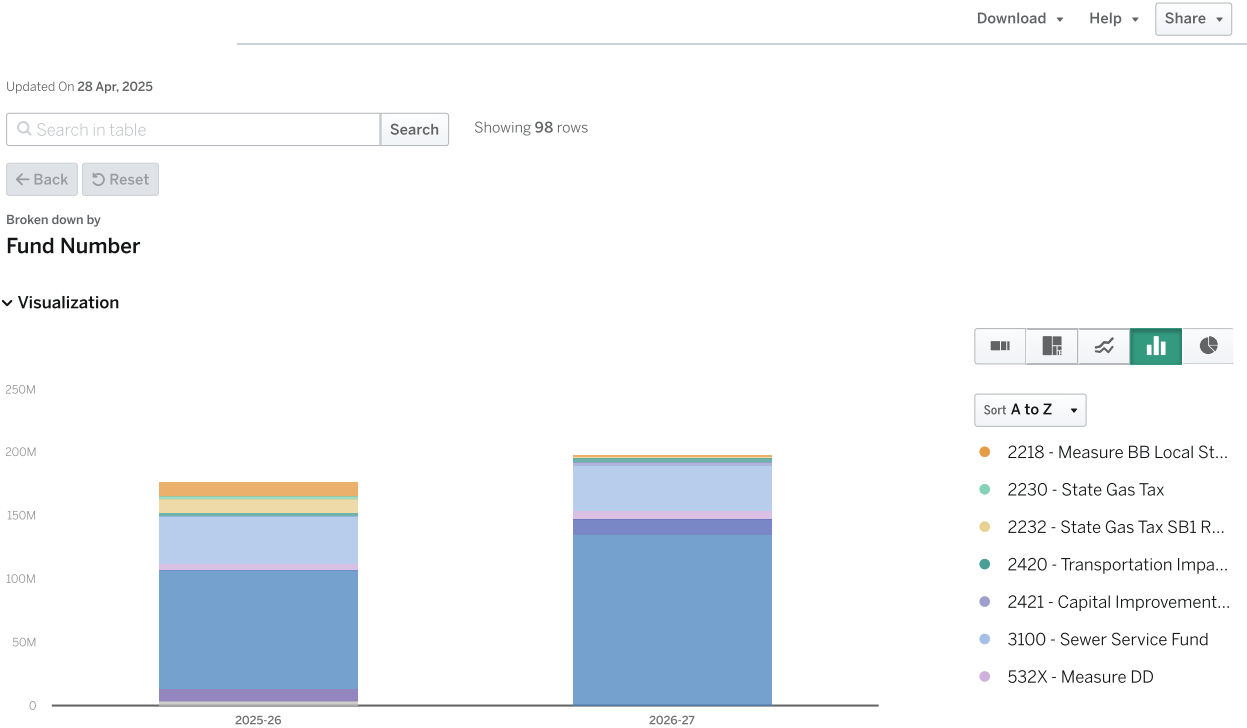 Download Help Share
Updated On 28 Apr, 2025
Search in table Search Showing 98 rows
Back Reset
Broken down by
Fund Number
Visualization
250M
200M
150M
100M
50M
0
2025-26 2026-27
Sort A to Z
2218 - Measure BB Local St...
2230 - State Gas Tax
2232 - State Gas Tax SB1 R...
2420 - Transportation Impa...
2421 - Capital Improvement...
3100 - Sewer Service Fund
532X - Measure DD